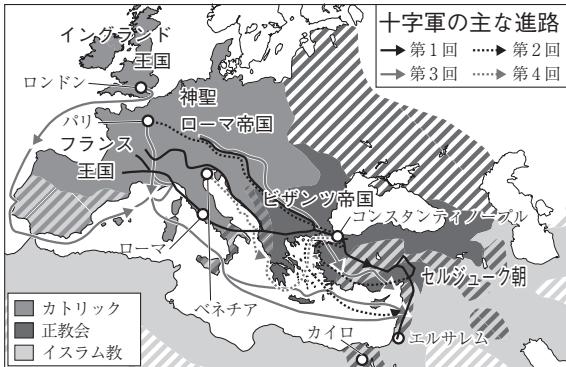 十字軍の主な進路
第1回 第2回
第3回 第4回
イングランド
王国
ロンドン
神聖
ローマ帝国
パリ
フランス
王国
ビザンツ帝国
コンスタンティノープル
ローマ
セルジューク朝
ベネチア
カイロ
エルサレム
カトリック
正教会
イスラム教